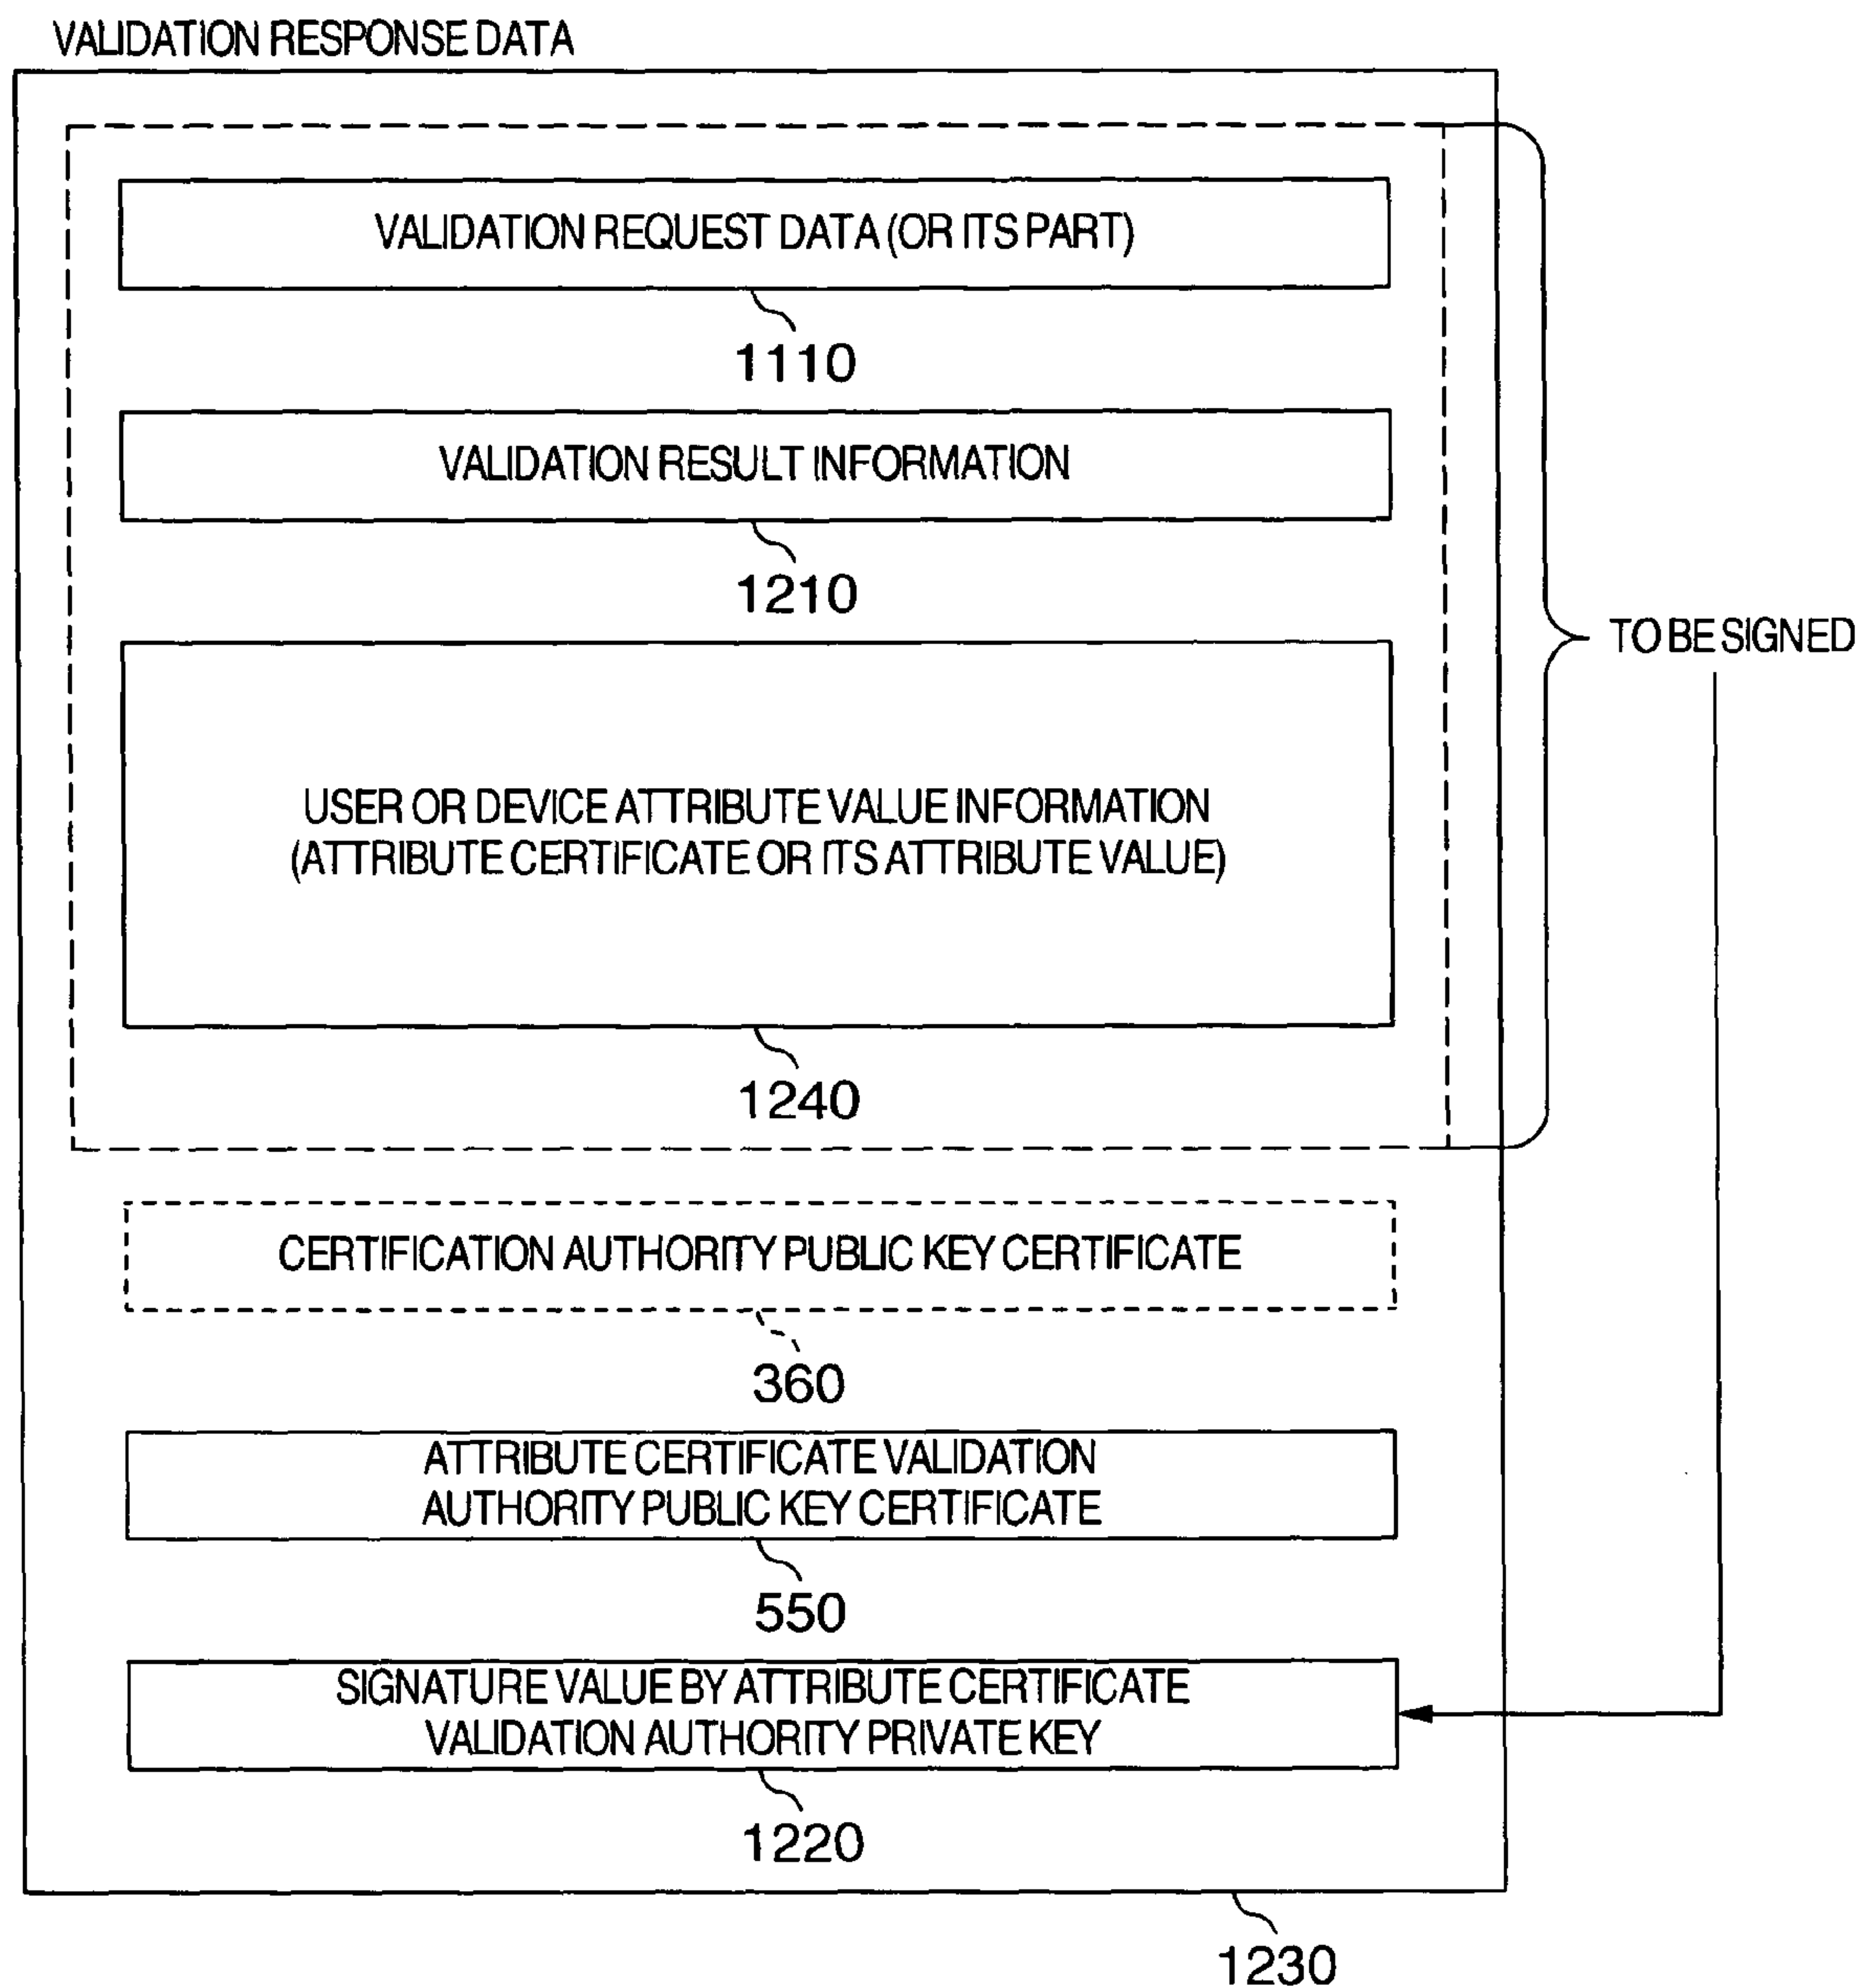 VALIDATION RESPONSE DATA
VALIDATION REQUEST DATA (OR ITS PART)
1110
VALIDATION RESULT INFORMATION
1210
TO BE SIGNED
USER OR DEVICE ATTRIBUTE VALUE INFORMATION
(ATTRIBUTE CERTIFICATE OR ITS ATTRIBUTE VALUE)
1240
CERTIFICATION AUTHORITY PUBLIC KEY CERTIFICATE
360
ATTRIBUTE CERTIFICATE VALIDATION
AUTHORITY PUBLIC KEY CERTIFICATE
550
SIGNATURE VALUE BY ATTRIBUTE CERTIFICATE
VALIDATION AUTHORITY PRIVATE KEY
1220
1230